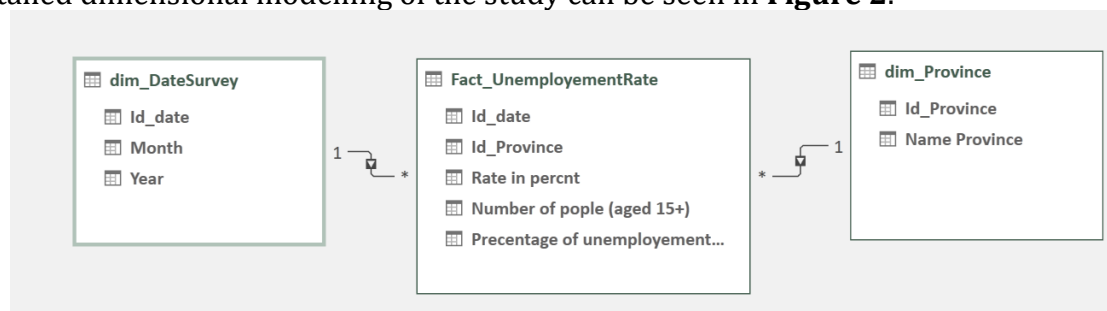 tailed dimensional modelling of the study can be seen in Figure 2.
dim_DateSurvey
Id_date
Month
Year
1
*
Fact_UnemployementRate
Id_date
Id_Province
Rate in percnt
Number of pople (aged 15+)
Precentage of unemployement...
*
1
dim_Province
Id_Province
Name Province